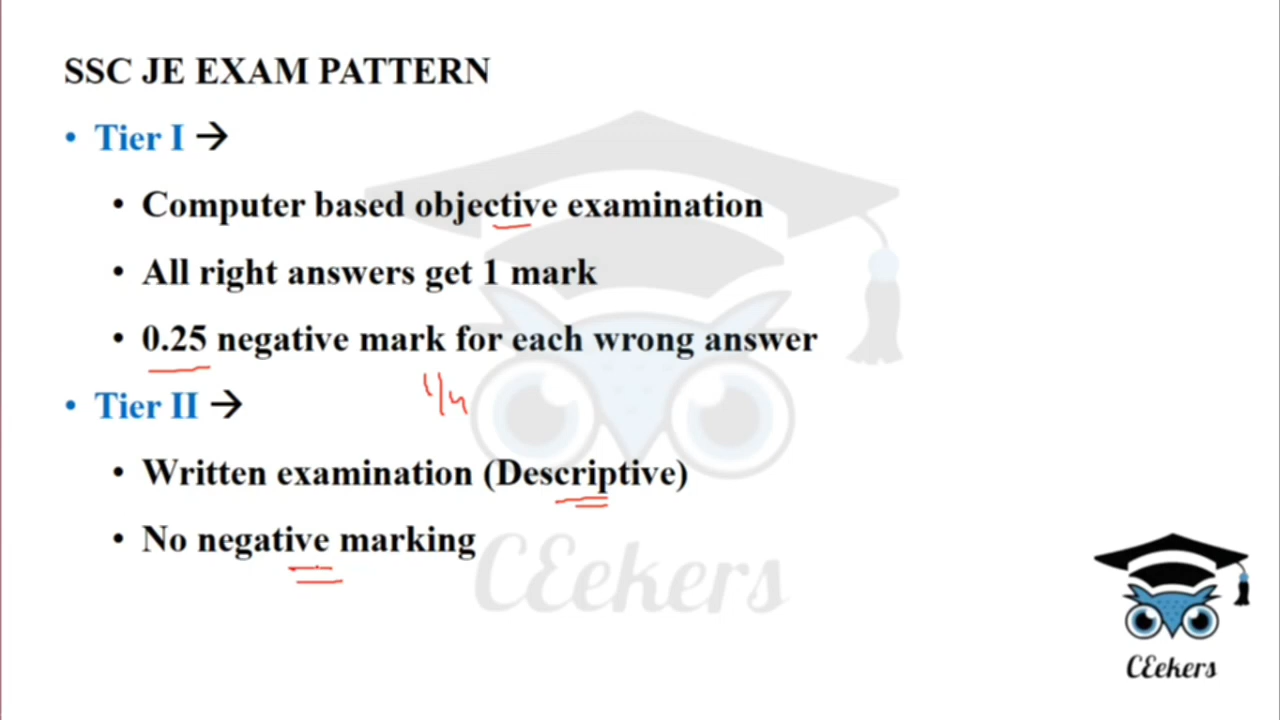 SSC JE EXAM PATTERN
• Tier I →
• Computer based objective examination
• All right answers get 1 mark
• 0.25 negative mark for each wrong answer
1/4
• Tier II →
• Written examination (Descriptive)
• No negative marking
CEekers
CEekers